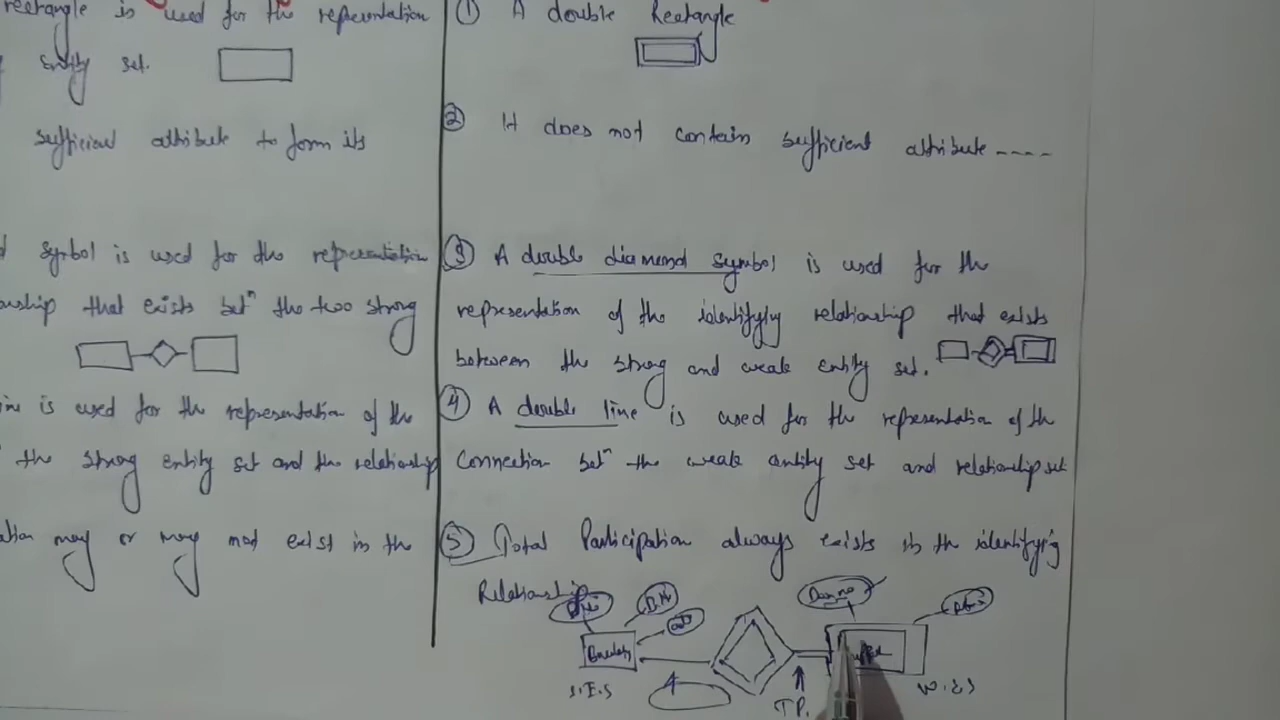 rectangle is used for the representation
Entity set.
sufficient attribute to form its
symbol is used for the representation
that exists betn the two strong
is used for the representation of the
the strong entity set and the relationship
may or may not exist in the
① A double Rectangle
② It does not contain sufficient attribute ----
③ A double diamond symbol is used for the
representation of the identifyig relationship that exists
between the strong and weak entity set.
④ A double line is used for the representation of the
Connection betn the weak entity set and relationship set
⑤ Total Participation always exists in the identifyig
Relationship
S.E.S
T.P.
W.E.S